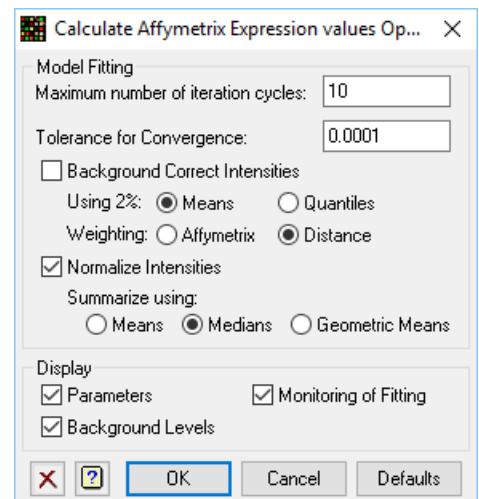 Calculate Affymetrix Expression values Op...
Model Fitting
Maximum number of iteration cycles: 10
Tolerance for Convergence: 0.0001
Background Correct Intensities
Using 2%: Means Quantiles
Weighting: Affymetrix Distance
Normalize Intensities
Summarize using:
Means Medians Geometric Means
Display
Parameters Monitoring of Fitting
Background Levels
? OK Cancel Defaults